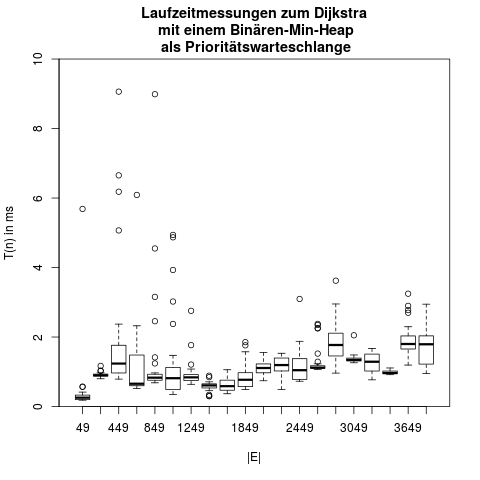 Laufzeitmessungen zum Dijkstra
mit einem Binären-Min-Heap
als Prioritätswarteschlange
T(n) in ms
10
8
6
4
2
0
49 449 849 1249 1849 2449 3049 3649
|E|